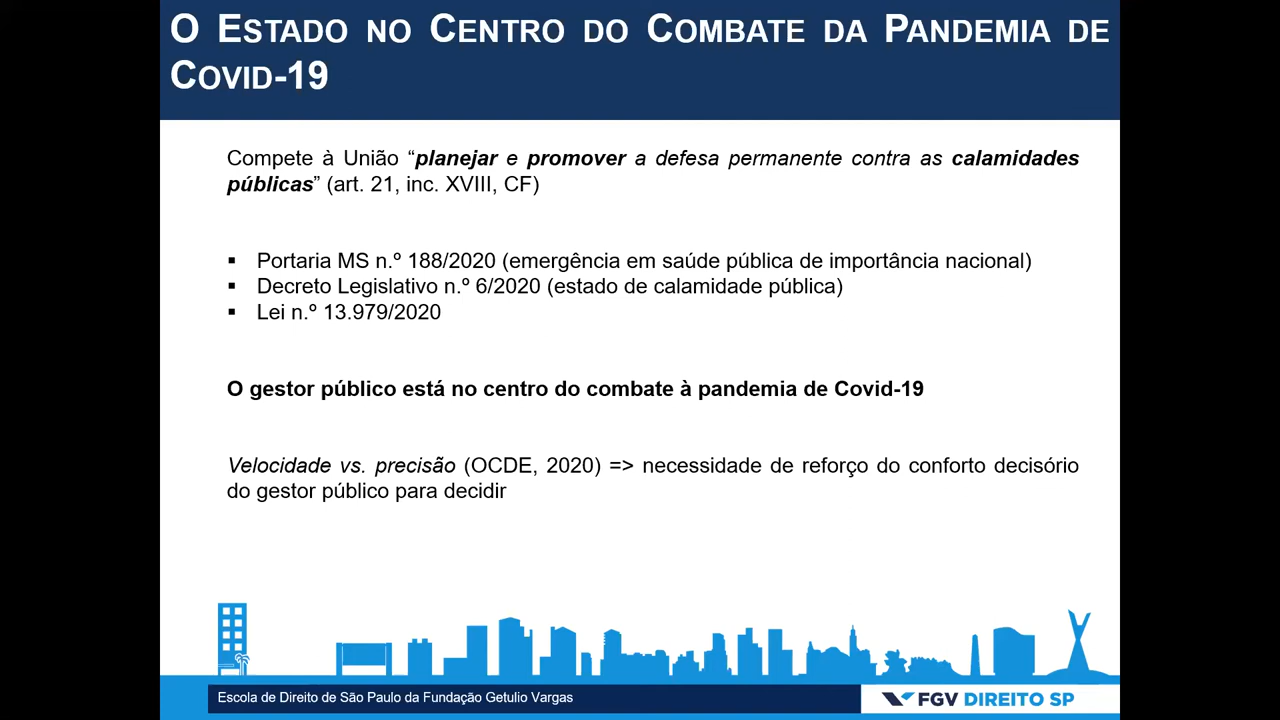 O ESTADO NO CENTRO DO COMBATE DA PANDEMIA DE
COVID-19
Compete à União “planejar e promover a defesa permanente contra as calamidades
públicas” (art. 21, inc. XVIII, CF)
▪ Portaria MS n.º 188/2020 (emergência em saúde pública de importância nacional)
▪ Decreto Legislativo n.º 6/2020 (estado de calamidade pública)
▪ Lei n.º 13.979/2020
O gestor público está no centro do combate à pandemia de Covid-19
Velocidade vs. precisão (OCDE, 2020) => necessidade de reforço do conforto decisório
do gestor público para decidir
Escola de Direito de São Paulo da Fundação Getulio Vargas
FGV DIREITO SP